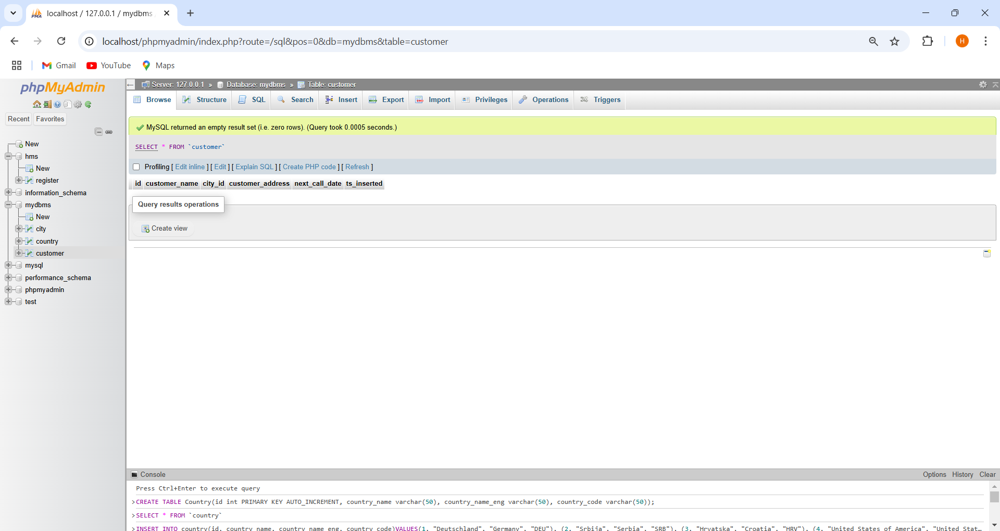 localhost / 127.0.0.1 / mydbms
localhost/phpmyadmin/index.php?route=/sql&pos=0&db=mydbms&table=customer
H
Gmail
YouTube
Maps
phpMyAdmin
Recent
Favorites
New
hms
New
register
information_schema
mydbms
New
city
country
customer
mysql
performance_schema
phpmyadmin
test
Server: 127.0.0.1 » Database: mydbms » Table: customer
Browse
Structure
SQL
Search
Insert
Export
Import
Privileges
Operations
Triggers
MySQL returned an empty result set (i.e. zero rows). (Query took 0.0005 seconds.)
SELECT * FROM `customer`
Profiling [ Edit inline ] [ Edit ] [ Explain SQL ] [ Create PHP code ] [ Refresh ]
id customer_name city_id customer_address next_call_date ts_inserted
Query results operations
Create view
Console
Options History Clear
Press Ctrl+Enter to execute query
>CREATE TABLE Country(id int PRIMARY KEY AUTO_INCREMENT, country_name varchar(50), country_name_eng varchar(50), country_code varchar(50));
>SELECT * FROM `country`
>INSERT INTO country(id, country_name, country_name_eng, country_code)VALUES(1, "Deutschland", "Germany", "DEU"), (2, "Srbija", "Serbia", "SRB"), (3, "Hrvatska", "Croatia", "HRV"), (4, "United States of America", "United Stat…